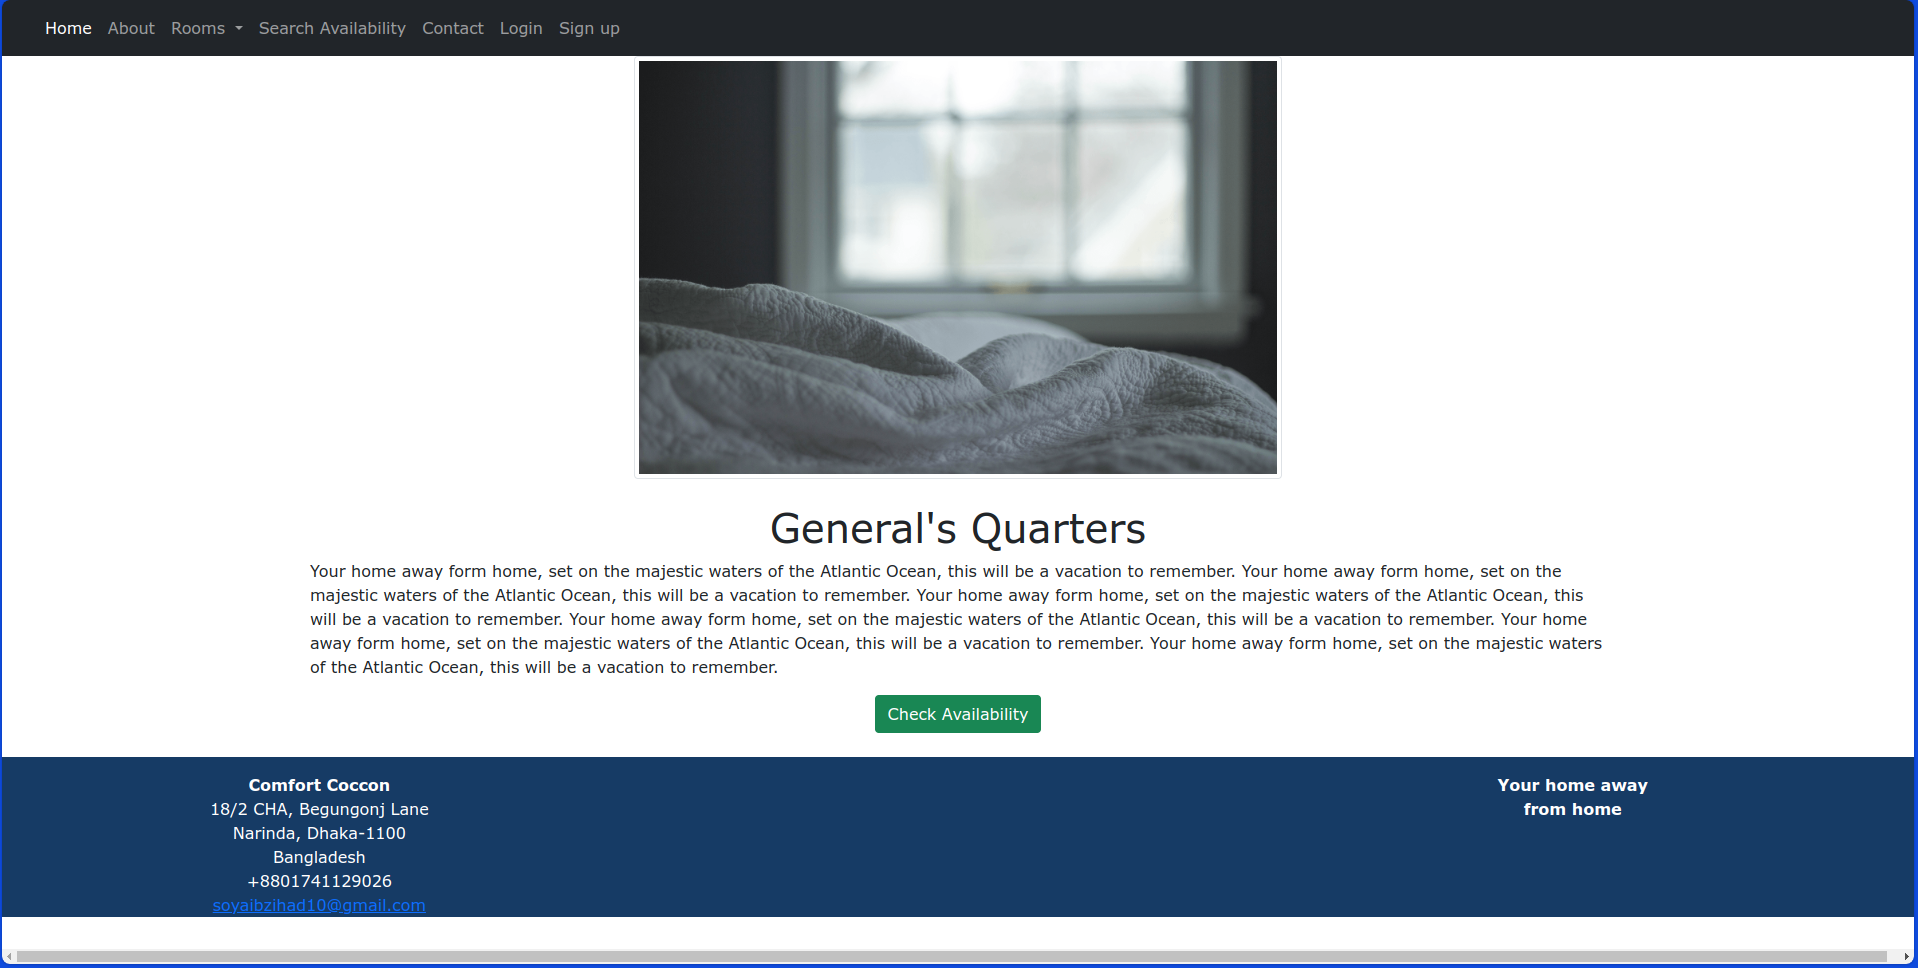 Home About Rooms Search Availability Contact Login Sign up
General's Quarters
Your home away form home, set on the majestic waters of the Atlantic Ocean, this will be a vacation to remember. Your home away form home, set on the
majestic waters of the Atlantic Ocean, this will be a vacation to remember. Your home away form home, set on the majestic waters of the Atlantic Ocean, this
will be a vacation to remember. Your home away form home, set on the majestic waters of the Atlantic Ocean, this will be a vacation to remember. Your home
away form home, set on the majestic waters of the Atlantic Ocean, this will be a vacation to remember. Your home away form home, set on the majestic waters
of the Atlantic Ocean, this will be a vacation to remember.
Check Availability
Comfort Coccon
18/2 CHA, Begungonj Lane
Narinda, Dhaka-1100
Bangladesh
+8801741129026
soyaibzihad10@gmail.com
Your home away
from home